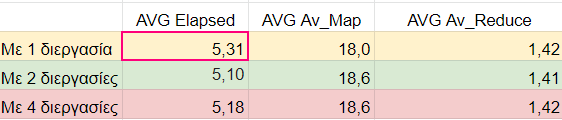 AVG Elapsed AVG Av_Map AVG Av_Reduce
Με 1 διεργασία 5,31 18,0 1,42
Με 2 διεργασίες 5,10 18,6 1,41
Με 4 διεργασίες 5,18 18,6 1,42